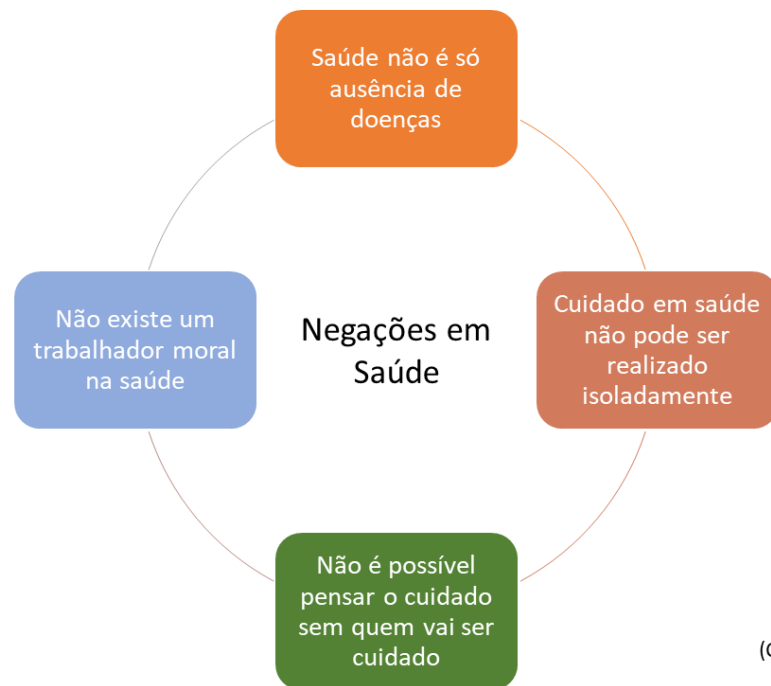 Saúde não é só
ausência de
doenças
Não existe um
trabalhador moral
na saúde
Negações em
Saúde
Cuidado em saúde
não pode ser
realizado
isoladamente
Não é possível
pensar o cuidado
sem quem vai ser
cuidado